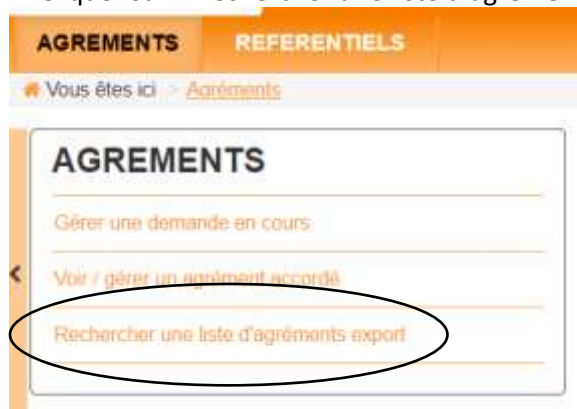 AGREMENTS REFERENTIELS
Vous êtes ici > Agréments
AGREMENTS
Gérer une demande en cours
Voir / gérer un agrément accordé
Rechercher une liste d'agréments export